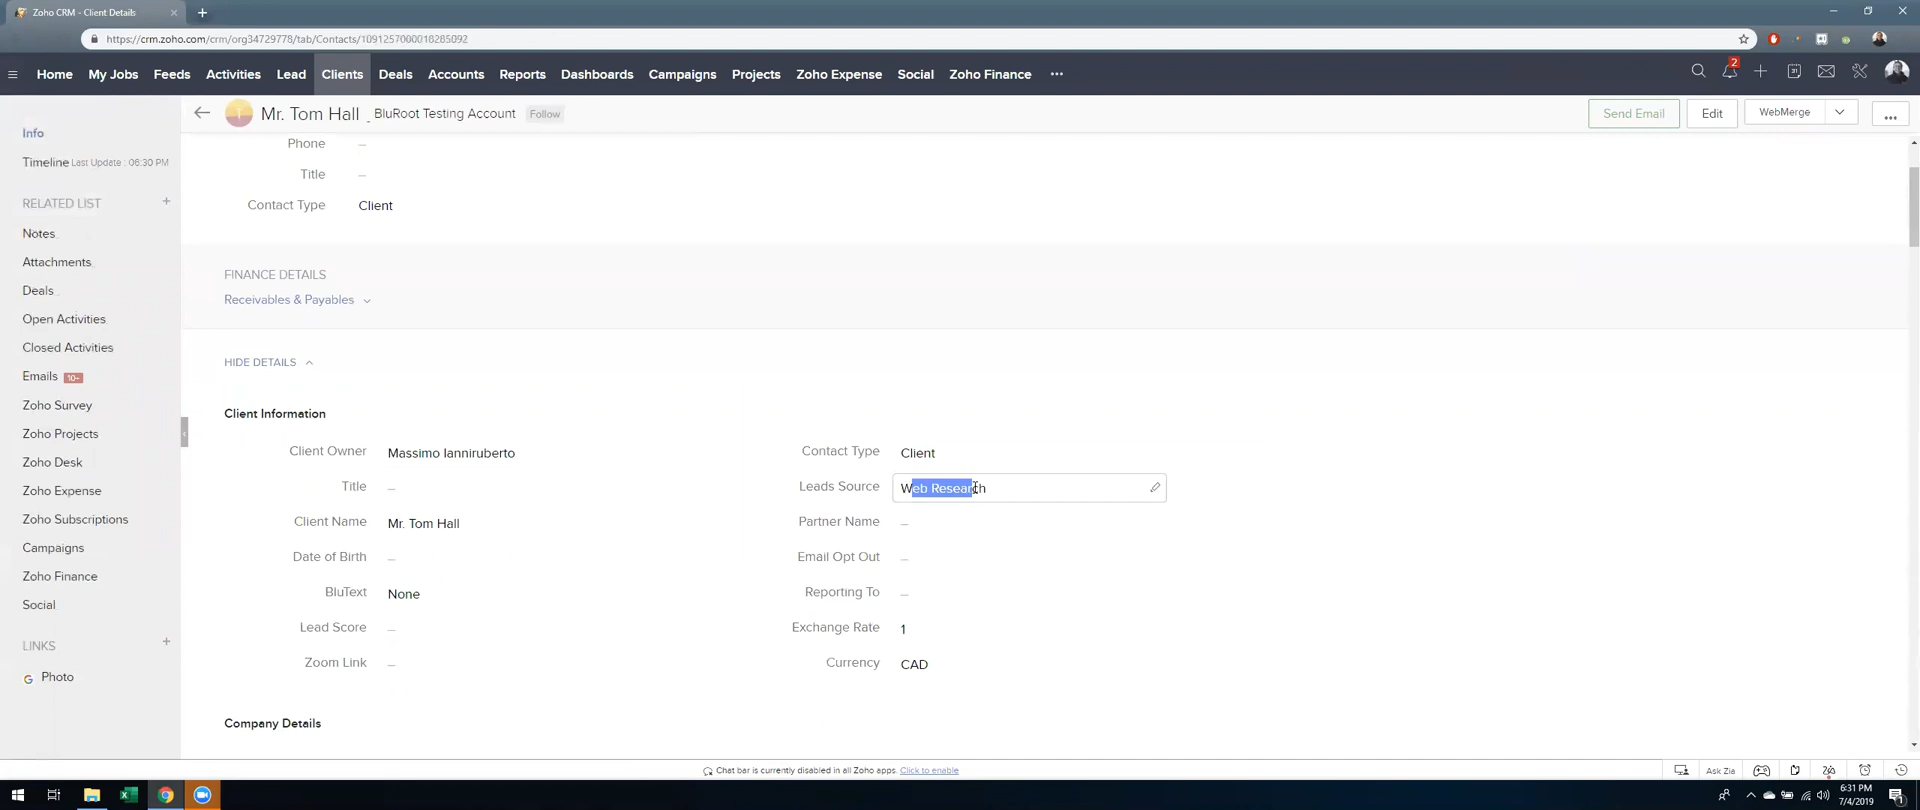 Zoho CRM - Client Details
https://crm.zoho.com/crm/org34729778/tab/Contacts/1091257000018285092
Home My Jobs Feeds Activities Lead Clients Deals Accounts Reports Dashboards Campaigns Projects Zoho Expense Social Zoho Finance
2
Mr. Tom Hall - BluRoot Testing Account Follow
Send Email Edit WebMerge
Info
Timeline Last Update : 06:30 PM
RELATED LIST
Notes
Attachments
Deals
Open Activities
Closed Activities
Emails 10+
Zoho Survey
Zoho Projects
Zoho Desk
Zoho Expense
Zoho Subscriptions
Campaigns
Zoho Finance
Social
LINKS
Photo
Phone –
Title –
Contact Type Client
FINANCE DETAILS
Receivables & Payables
HIDE DETAILS
Client Information
Client Owner Massimo Ianniruberto Contact Type Client
Title – Leads Source Web Research
Client Name Mr. Tom Hall Partner Name –
Date of Birth – Email Opt Out –
BluText None Reporting To –
Lead Score – Exchange Rate 1
Zoom Link – Currency CAD
Company Details
Chat bar is currently disabled in all Zoho apps. Click to enable
Ask Zia
6:31 PM
7/4/2019